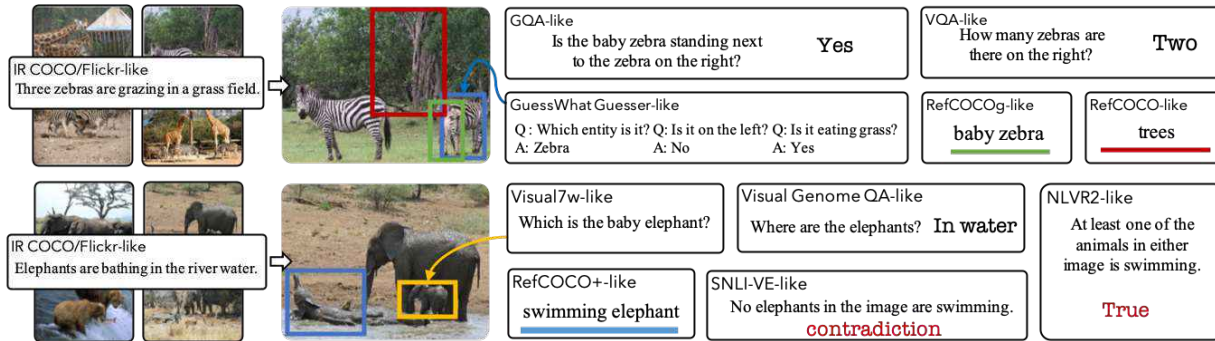 IR COCO/Flickr-like
Three zebras are grazing in a grass field.
GQA-like
Is the baby zebra standing next
to the zebra on the right?
Yes
VQA-like
How many zebras are
there on the right?
Two
GuessWhat Guesser-like
Q : Which entity is it? Q: Is it on the left? Q: Is it eating grass?
A: Zebra A: No A: Yes
RefCOCOg-like
baby zebra
RefCOCO-like
trees
IR COCO/Flickr-like
Elephants are bathing in the river water.
Visual7w-like
Which is the baby elephant?
Visual Genome QA-like
Where are the elephants? In water
NLVR2-like
At least one of the
animals in either
image is swimming.
True
RefCOCO+-like
swimming elephant
SNLI-VE-like
No elephants in the image are swimming.
contradiction